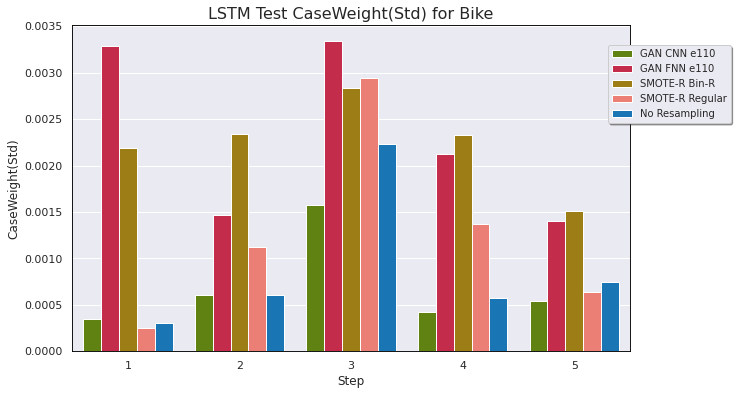 LSTM Test CaseWeight(Std) for Bike
0.0035
0.0030
0.0025
0.0020
0.0015
0.0010
0.0005
0.0000
CaseWeight(Std)
GAN CNN e110
GAN FNN e110
SMOTE-R Bin-R
SMOTE-R Regular
No Resampling
1 2 3 4 5
Step